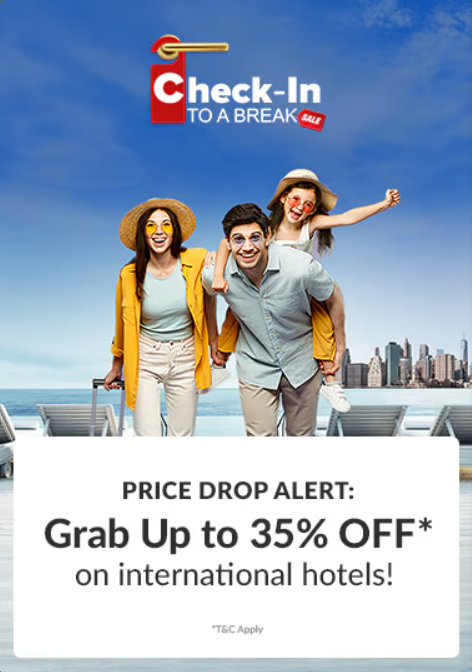 Check-In
TO A BREAK SALE
PRICE DROP ALERT:
Grab Up to 35% OFF*
on international hotels!
*T&C Apply